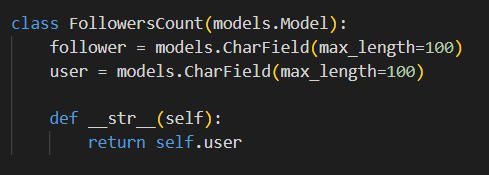 class FollowersCount(models.Model):
    follower = models.CharField(max_length=100)
    user = models.CharField(max_length=100)

    def __str__(self):
        return self.user